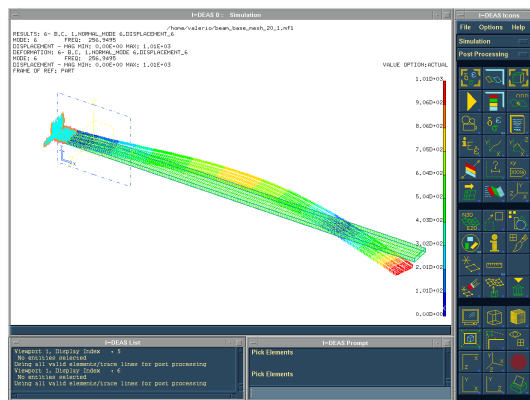 I-DEAS 8 : Simulation
/home/valerio/beam_base_mesh_20_1.mf1
RESULTS: 6- B.C. 1,NORMAL_MODE 6,DISPLACEMENT_6
MODE: 6 FREQ: 256.9495
DISPLACEMENT - MAG MIN: 0.00E+00 MAX: 1.01E+03
DEFORMATION: 6- B.C. 1,NORMAL_MODE 6,DISPLACEMENT_6
MODE: 6 FREQ: 256.9495
DISPLACEMENT - MAG MIN: 0.00E+00 MAX: 1.01E+03
FRAME OF REF: PART
VALUE OPTION:ACTUAL
1.01D+03
9.06D+02
8.06D+02
7.05D+02
6.04D+02
5.04D+02
4.03D+02
3.02D+02
2.01D+02
1.01D+02
0.00D+00
I-DEAS Icons
File Options Help
Simulation
Post Processing
I-DEAS List
Viewport 1, Display Index : 5
No entities selected
Using all valid elements/trace lines for post processing
Viewport 1, Display Index : 6
No entities selected
Using all valid elements/trace lines for post processing
I-DEAS Prompt
Pick Elements
Pick Elements